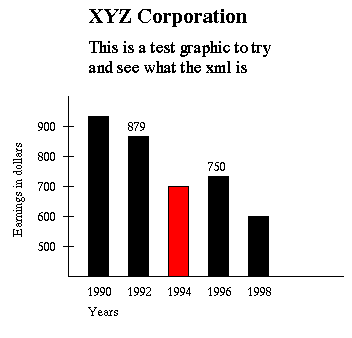 XYZ Corporation
This is a test graphic to try
and see what the xml is
900
879
800
750
700
600
500
Earnings in dollars
1990 1992 1994 1996 1998
Years